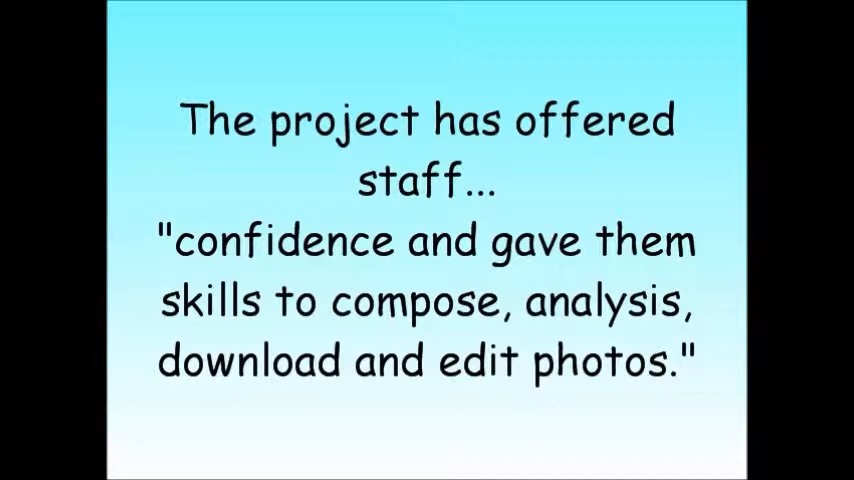 The project has offered
staff...
"confidence and gave them
skills to compose, analysis,
download and edit photos."